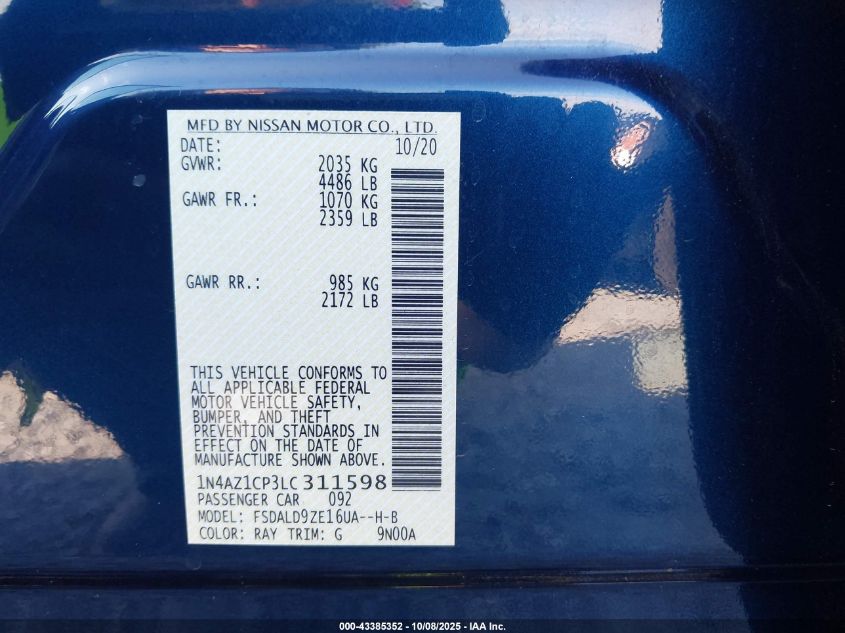 MFD BY NISSAN MOTOR CO., LTD.
DATE: 10/20
GVWR: 2035 KG
4486 LB
GAWR FR.: 1070 KG
2359 LB
GAWR RR.: 985 KG
2172 LB
THIS VEHICLE CONFORMS TO
ALL APPLICABLE FEDERAL
MOTOR VEHICLE SAFETY,
BUMPER, AND THEFT
PREVENTION STANDARDS IN
EFFECT ON THE DATE OF
MANUFACTURE SHOWN ABOVE.
1N4AZ1CP3LC311598
PASSENGER CAR 092
MODEL: FSDALD9ZE16UA--H-B
COLOR: RAY TRIM: G 9N00A
000-43385352 - 10/08/2025 - IAA Inc.